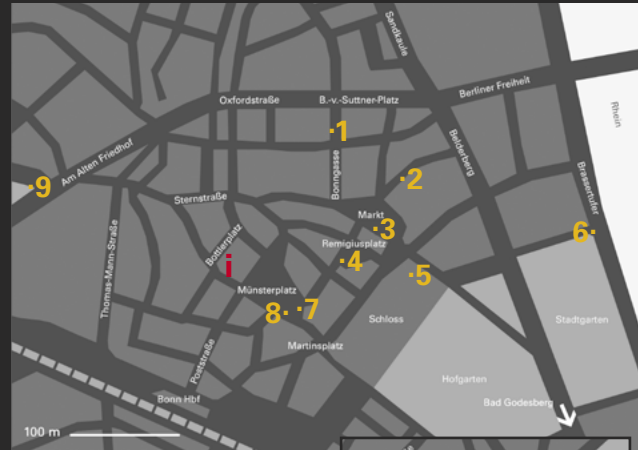 Sandkaule
Berliner Freiheit
Oxfordstraße
B.-v.-Suttner-Platz
Rhein
1
Am Alten Friedhof
Belderberg
Bonngasse
2
9
Brassertufer
Sternstraße
Markt
3
6
Thomas-Mann-Straße
Bottlerplatz
Remigiusplatz
4
i
5
Münsterplatz
8
7
Schloss
Stadtgarten
Martinsplatz
Poststraße
Hofgarten
Bonn Hbf
Bad Godesberg
100 m